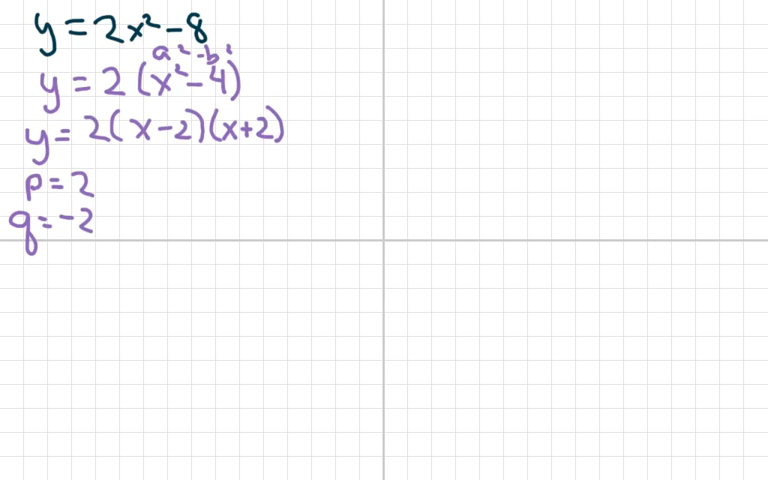 y = 2x² - 8
a² - b²
y = 2 (x² - 4)
y = 2(x - 2)(x + 2)
p = 2
q = -2